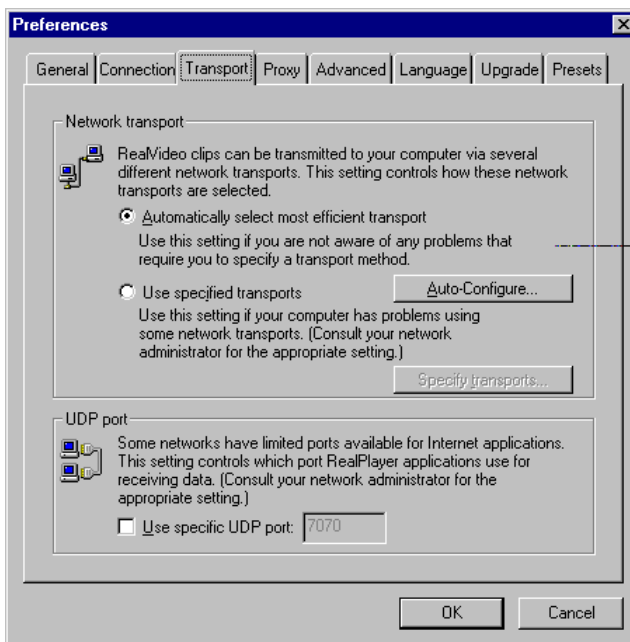 Preferences
General Connection Transport Proxy Advanced Language Upgrade Presets
Network transport
RealVideo clips can be transmitted to your computer via several
different network transports. This setting controls how these network
transports are selected.
Automatically select most efficient transport
Use this setting if you are not aware of any problems that
require you to specify a transport method.
Use specified transports
Auto-Configure...
Use this setting if your computer has problems using
some network transports. (Consult your network
administrator for the appropriate setting.)
Specify transports...
UDP port
Some networks have limited ports available for Internet applications.
This setting controls which port RealPlayer applications use for
receiving data. (Consult your network administrator for the
appropriate setting.)
Use specific UDP port: 7070
OK Cancel